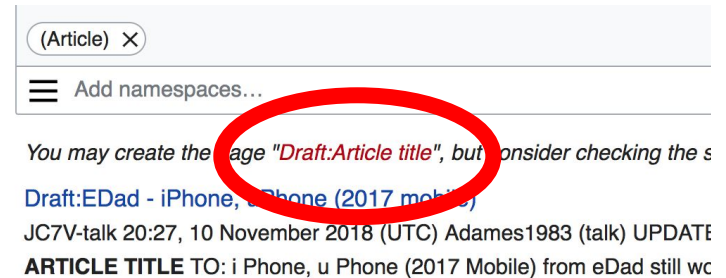 (Article) ×
Add namespaces...
You may create the page "Draft:Article title", but consider checking the s
Draft:EDad - iPhone, uPhone (2017 mobile)
JC7V-talk 20:27, 10 November 2018 (UTC) Adames1983 (talk) UPDATE
ARTICLE TITLE TO: i Phone, u Phone (2017 Mobile) from eDad still wo